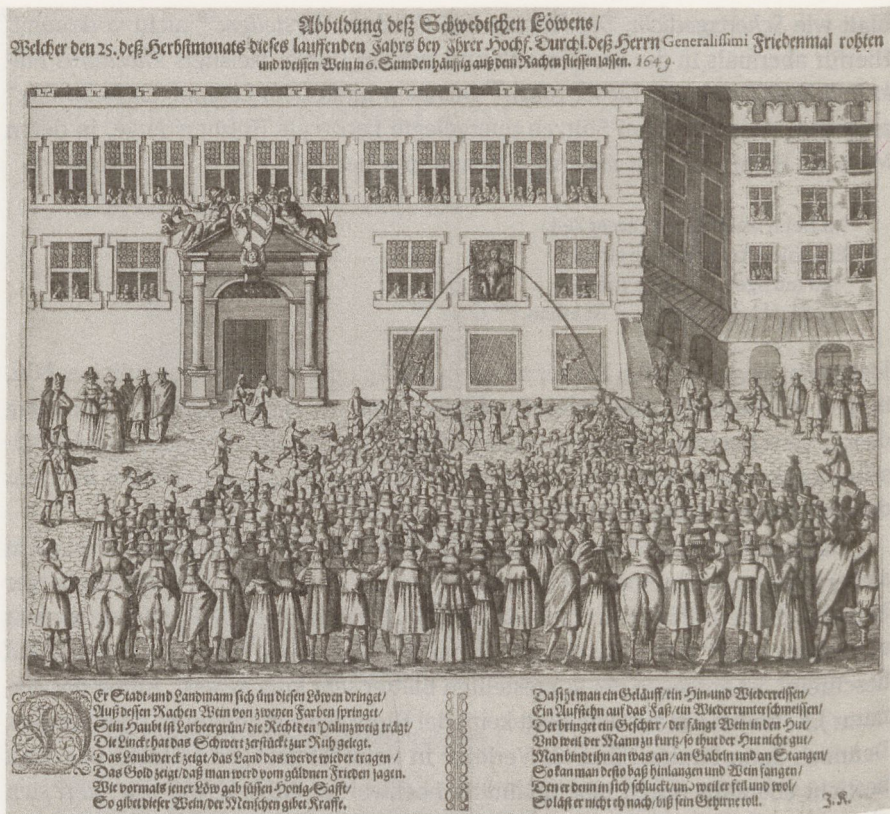 Abbildung deß Schwedischen Löwens/
Welcher den 25. deß Herbstmonats dieses lauffenden Jahrs bey Ihrer Hochf. Durchl. deß Herrn Generalissimi Friedenmal rohten
und weissen Wein in 6. Stunden häuffig auß dem Rachen fliessen lassen. 1649.
DEr Stadt-und Landmann sich üm diesen Löwen dringet/
Auß dessen Rachen Wein von zweyen Farben springet/
Sein Haubt ist Lorbeergrün/ die Recht den Palmzweig trägt/
Die Lincke hat das Schwert zerstückt zur Ruh gelegt.
Das Laubwerck zeigt/ das Land das werde wieder tragen/
Das Gold zeigt/ daß man werd vom güldnen Frieden sagen.
Wie vormals jener Löw gab süssen Honig-Safft/
So gibet dieser Wein/ der Menschen gibet Krafft.
Da siht man ein Geläuff/ ein Hin-und Wiederreissen/
Ein Aufstehn auf das Faß/ ein Wiederrunterschmeissen/
Der bringet ein Geschirr/ der fängt Wein in den Hut/
Und weil der Mann zu kurtz/ so thut der Hut nicht gut/
Man bindt ihn an was an/ an Gabeln und an Stangen/
So kan man desto baß hinlangen und Wein fangen/
Den er denn in sich schluckt/ und weil er feil und wol/
So läst er nicht eh nach/ biß sein Gehirne toll. J. K.